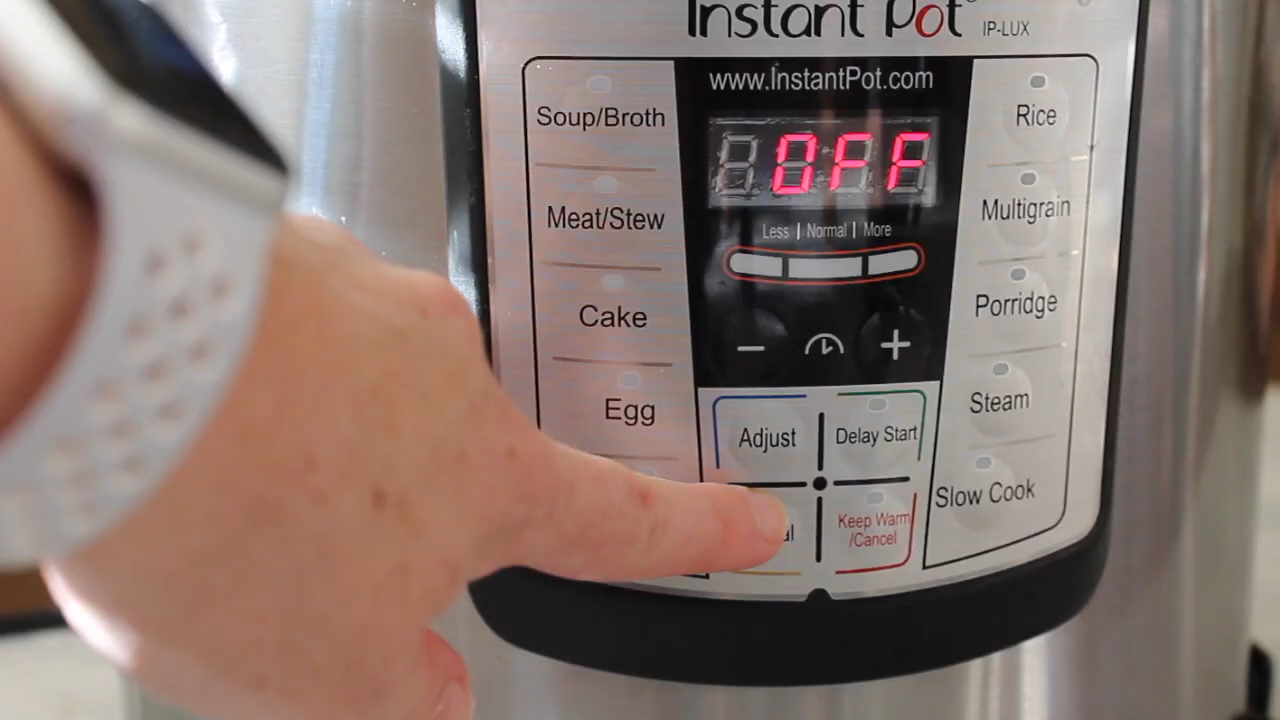 Instant Pot
IP-LUX
www.InstantPot.com
OFF
Less | Normal | More
Soup/Broth
Meat/Stew
Cake
Egg
− +
Adjust
Delay Start
Keep Warm
/Cancel
Rice
Multigrain
Porridge
Steam
Slow Cook